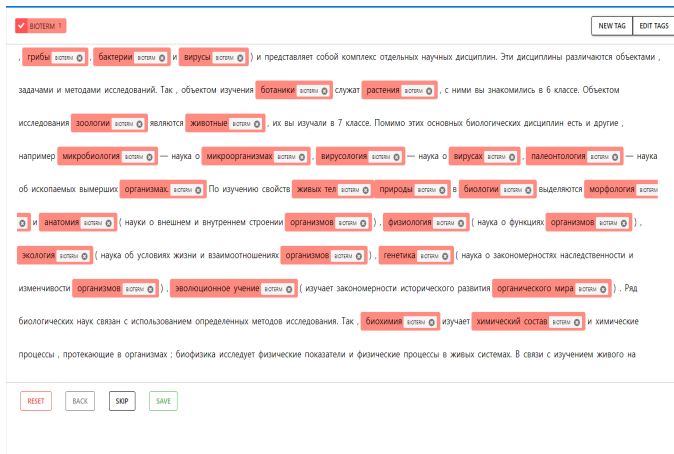 BIOTERM 1 NEW TAG EDIT TAGS
, грибы BIOTERM , бактерии BIOTERM и вирусы BIOTERM ) и представляет собой комплекс отдельных научных дисциплин. Эти дисциплины различаются объектами ,
задачами и методами исследований. Так , объектом изучения ботаники BIOTERM служат растения BIOTERM , с ними вы знакомились в 6 классе. Объектом
исследования зоологии BIOTERM являются животные BIOTERM , их вы изучали в 7 классе. Помимо этих основных биологических дисциплин есть и другие ,
например микробиология BIOTERM — наука о микроорганизмах BIOTERM , вирусология BIOTERM — наука о вирусах BIOTERM , палеонтология BIOTERM — наука
об ископаемых вымерших организмах. BIOTERM По изучению свойств живых тел BIOTERM природы BIOTERM в биологии BIOTERM выделяются морфология BIOTERM
и анатомия BIOTERM ( науки о внешнем и внутреннем строении организмов BIOTERM ) , физиология BIOTERM ( наука о функциях организмов BIOTERM ) ,
экология BIOTERM ( наука об условиях жизни и взаимоотношениях организмов BIOTERM ) , генетика BIOTERM ( наука о закономерностях наследственности и
изменчивости организмов BIOTERM ) , эволюционное учение BIOTERM ( изучает закономерности исторического развития органического мира BIOTERM ) . Ряд
биологических наук связан с использованием определенных методов исследования. Так , биохимия BIOTERM изучает химический состав BIOTERM и химические
процессы , протекающие в организмах ; биофизика исследует физические показатели и физические процессы в живых системах. В связи с изучением живого на
RESET BACK SKIP SAVE